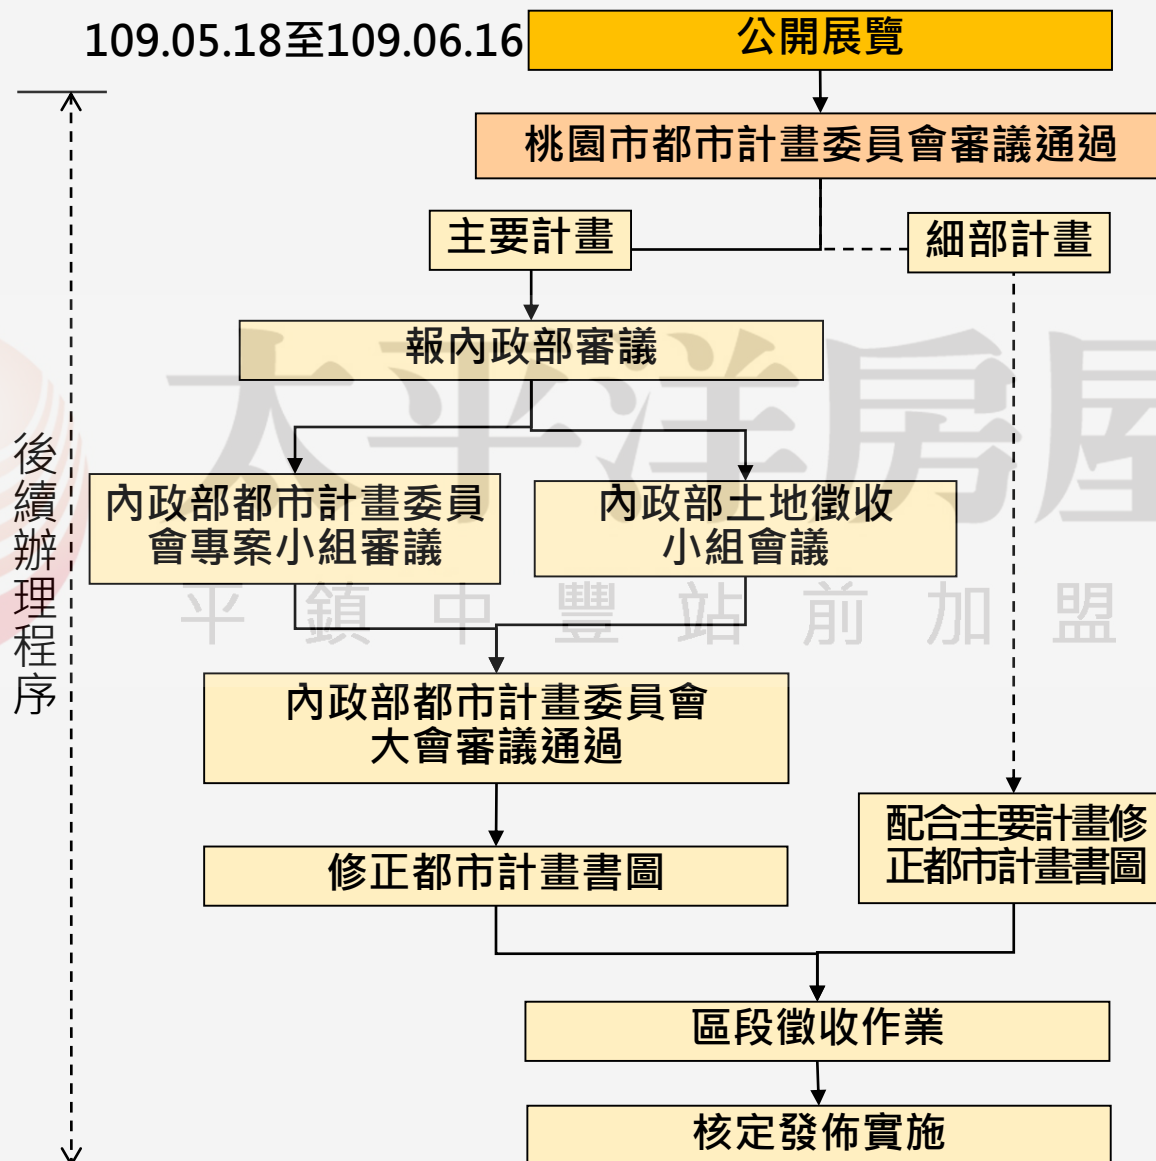 109.05.18至109.06.16
公開展覽
桃園市都市計畫委員會審議通過
主要計畫
細部計畫
報內政部審議
內政部都市計畫委員
會專案小組審議
內政部土地徵收
小組會議
內政部都市計畫委員會
大會審議通過
修正都市計畫書圖
配合主要計畫修
正都市計畫書圖
區段徵收作業
核定發佈實施
後續辦理程序
太平洋房屋
平鎮中豐站前加盟